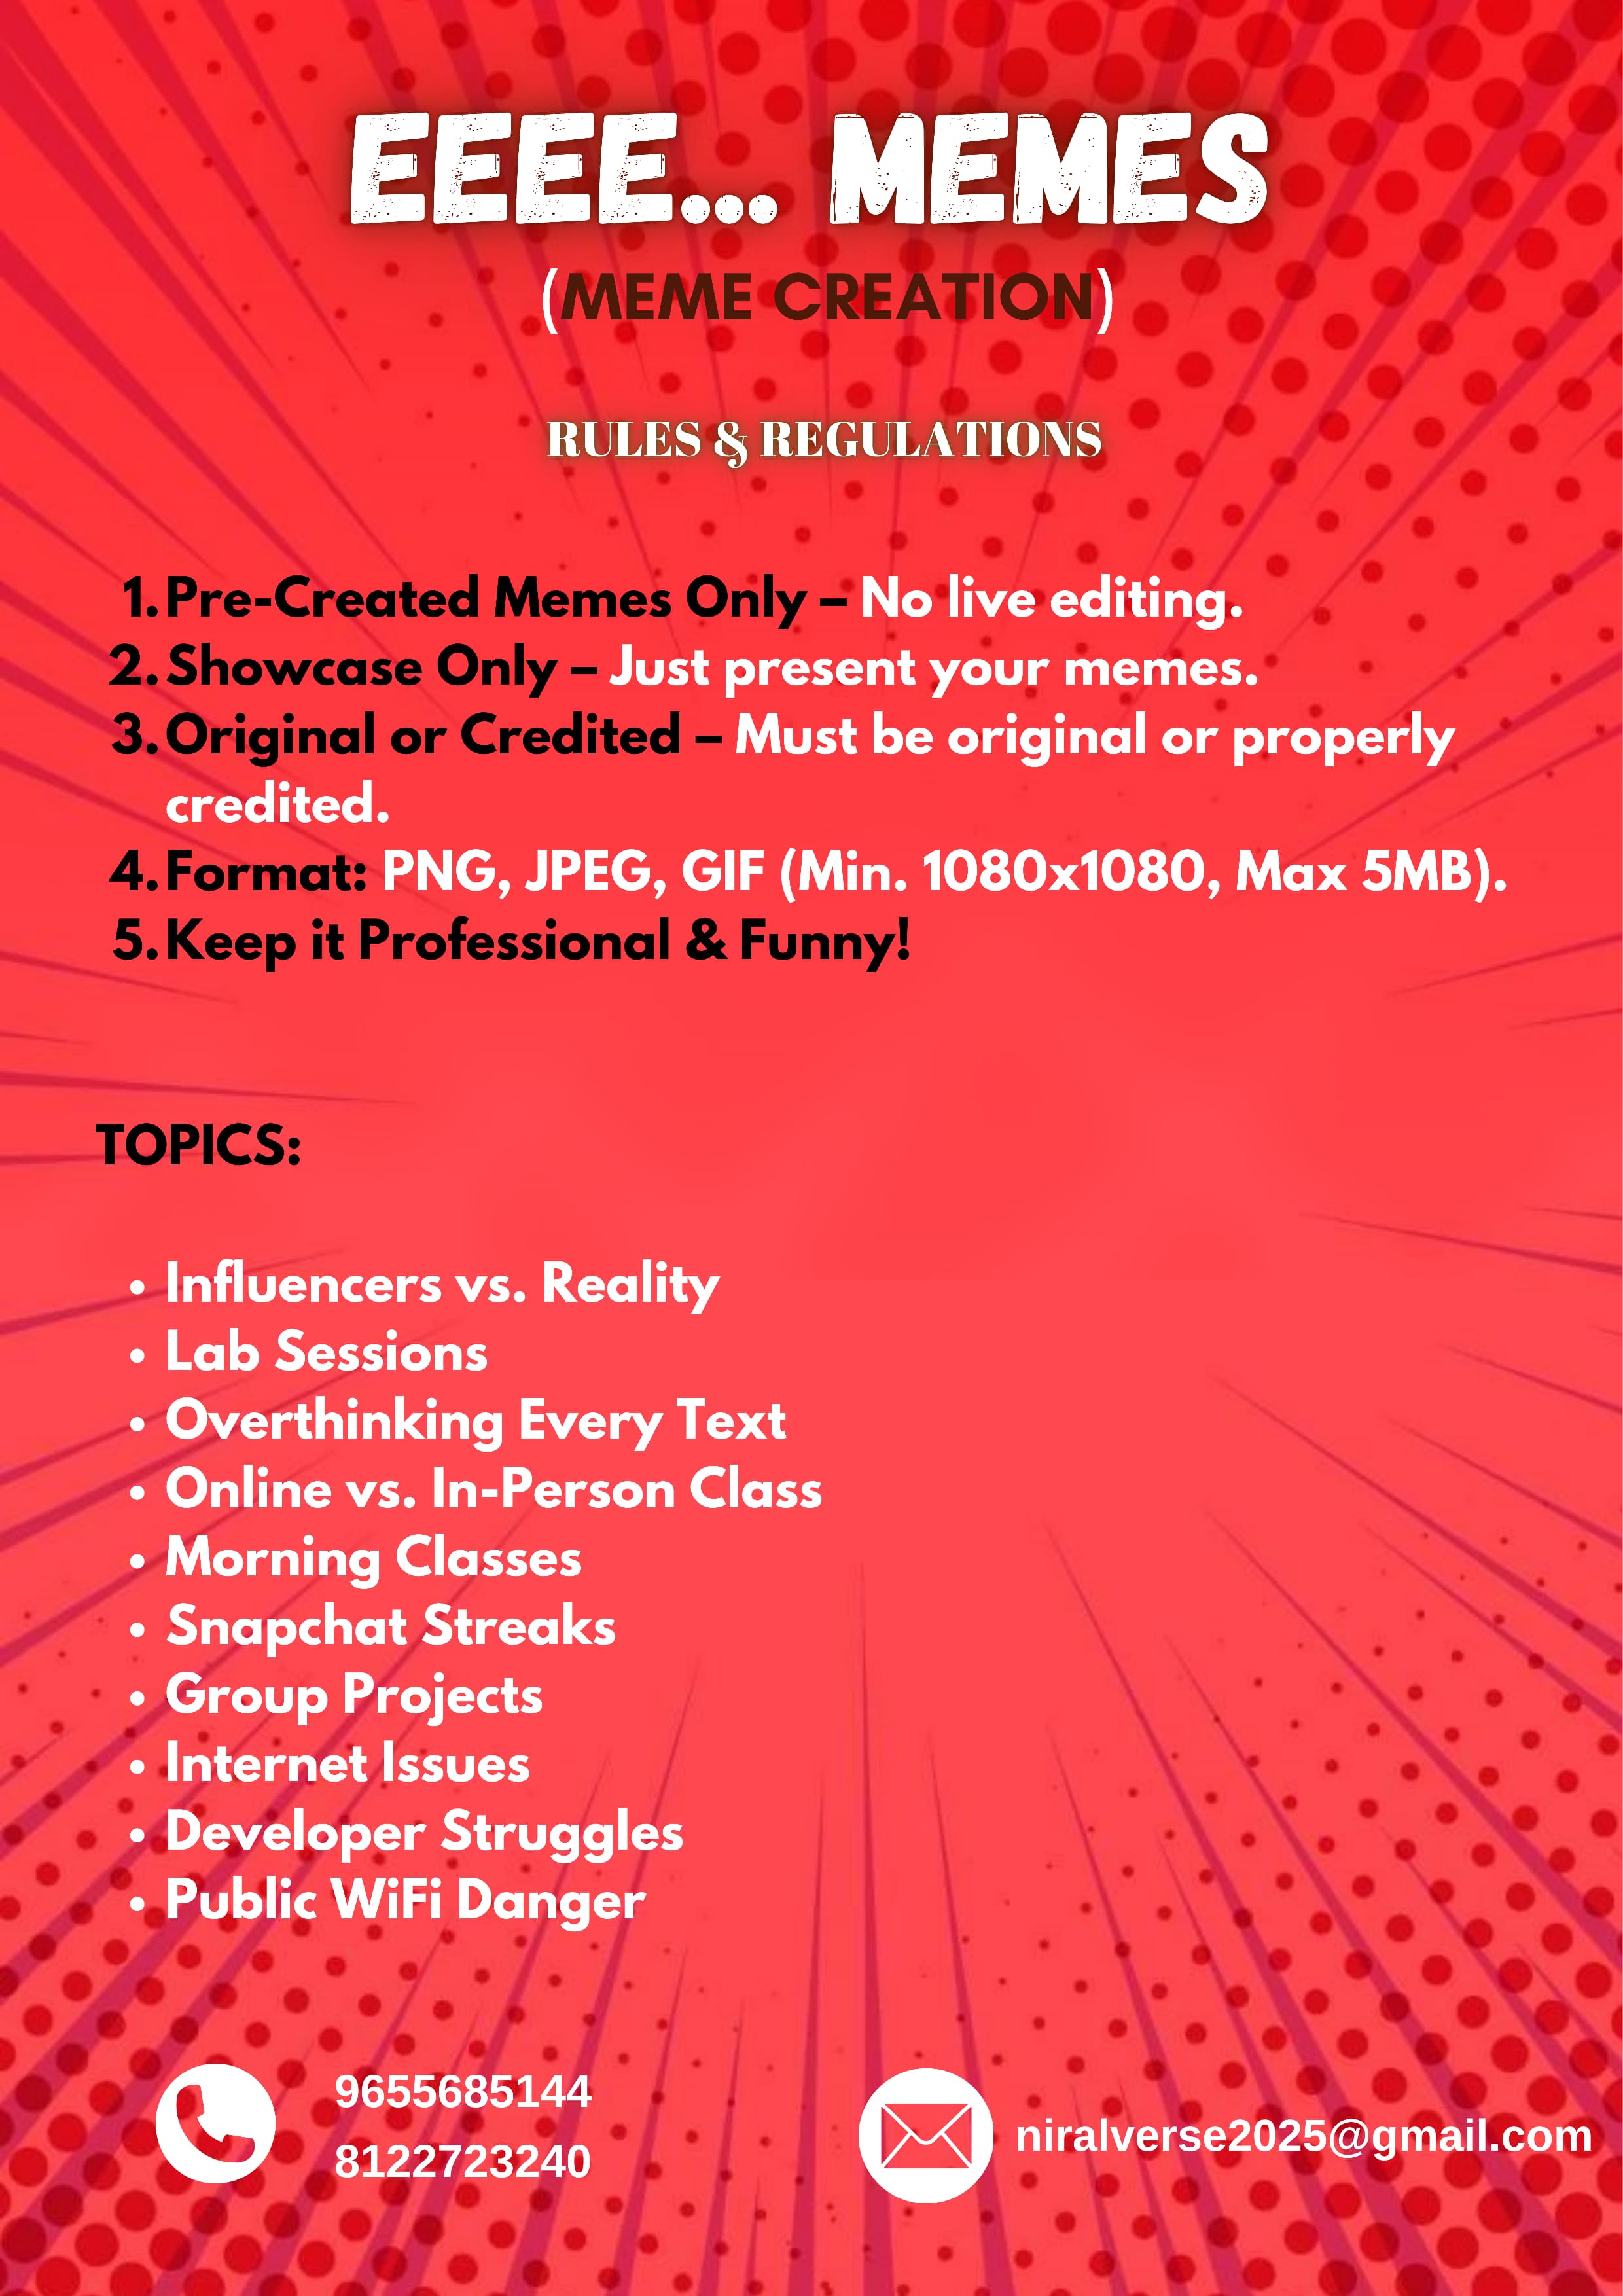 EEEE... MEMES
(MEME CREATION)
RULES & REGULATIONS
1. Pre-Created Memes Only – No live editing.
2. Showcase Only – Just present your memes.
3. Original or Credited – Must be original or properly
credited.
4. Format: PNG, JPEG, GIF (Min. 1080x1080, Max 5MB).
5. Keep it Professional & Funny!
TOPICS:
• Influencers vs. Reality
• Lab Sessions
• Overthinking Every Text
• Online vs. In-Person Class
• Morning Classes
• Snapchat Streaks
• Group Projects
• Internet Issues
• Developer Struggles
• Public WiFi Danger
9655685144
8122723240
niralverse2025@gmail.com